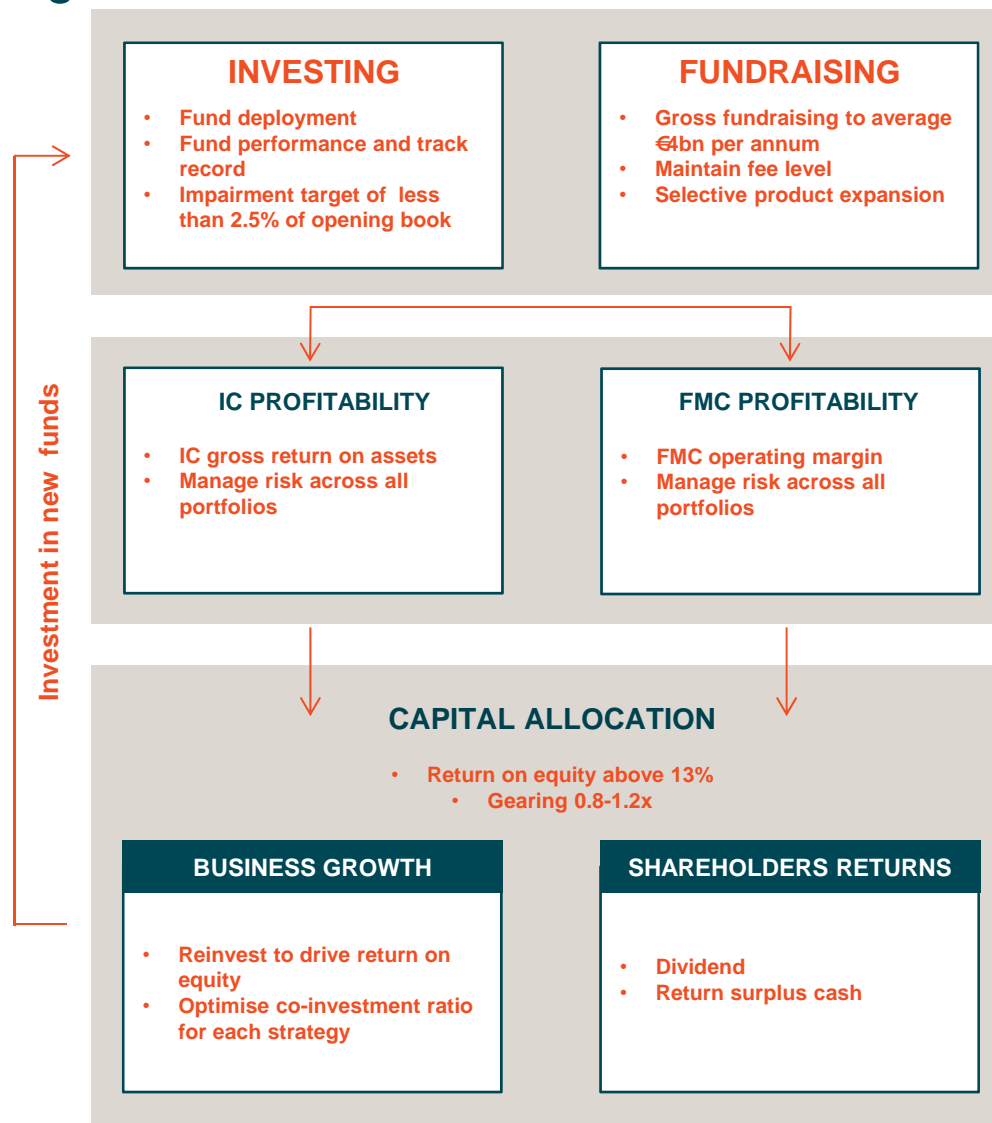 g
INVESTING
• Fund deployment
• Fund performance and track
record
• Impairment target of less
than 2.5% of opening book
FUNDRAISING
• Gross fundraising to average
€4bn per annum
• Maintain fee level
• Selective product expansion
Investment in new funds
IC PROFITABILITY
• IC gross return on assets
• Manage risk across all
portfolios
FMC PROFITABILITY
• FMC operating margin
• Manage risk across all
portfolios
CAPITAL ALLOCATION
• Return on equity above 13%
• Gearing 0.8-1.2x
BUSINESS GROWTH
• Reinvest to drive return on
equity
• Optimise co-investment ratio
for each strategy
SHAREHOLDERS RETURNS
• Dividend
• Return surplus cash